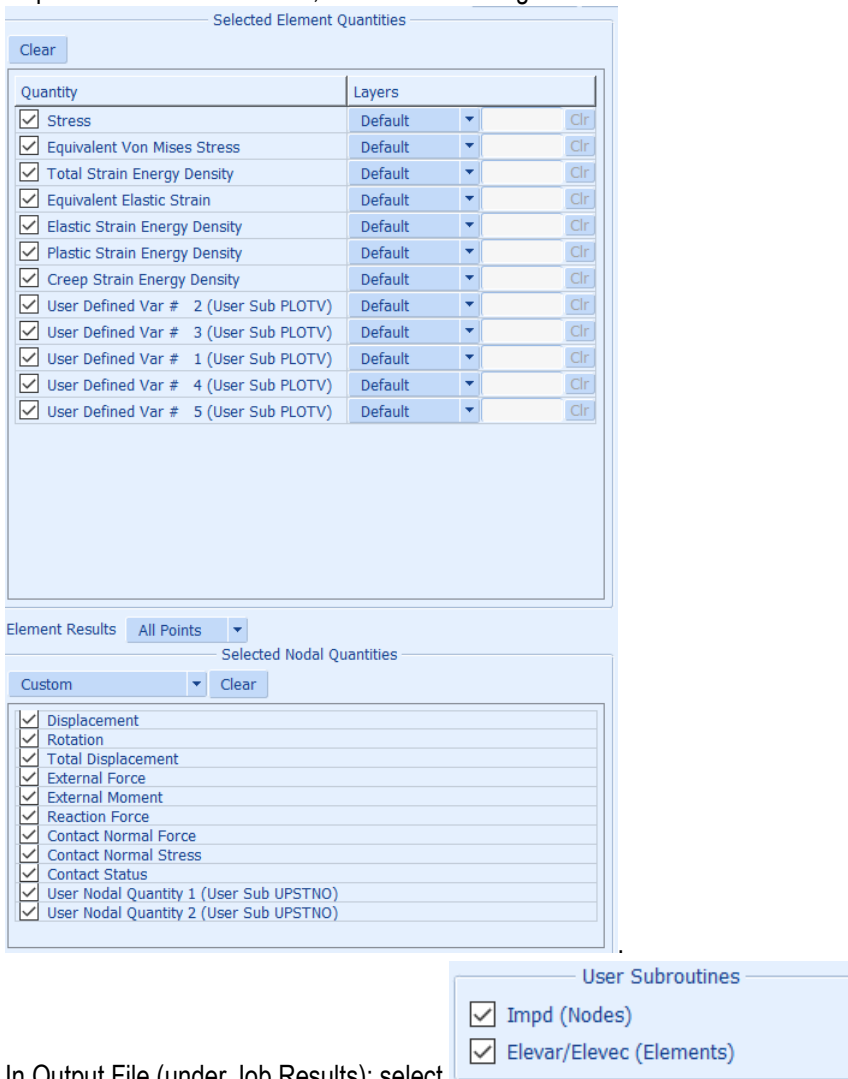 Selected Element Quantities
Clear
Quantity Layers
Stress Default Clr
Equivalent Von Mises Stress Default Clr
Total Strain Energy Density Default Clr
Equivalent Elastic Strain Default Clr
Elastic Strain Energy Density Default Clr
Plastic Strain Energy Density Default Clr
Creep Strain Energy Density Default Clr
User Defined Var # 2 (User Sub PLOTV) Default Clr
User Defined Var # 3 (User Sub PLOTV) Default Clr
User Defined Var # 1 (User Sub PLOTV) Default Clr
User Defined Var # 4 (User Sub PLOTV) Default Clr
User Defined Var # 5 (User Sub PLOTV) Default Clr
Element Results All Points
Selected Nodal Quantities
Custom Clear
Displacement
Rotation
Total Displacement
External Force
External Moment
Reaction Force
Contact Normal Force
Contact Normal Stress
Contact Status
User Nodal Quantity 1 (User Sub UPSTNO)
User Nodal Quantity 2 (User Sub UPSTNO)
.
User Subroutines
Impd (Nodes)
Elevar/Elevec (Elements)
In Output File (under Job Results): select